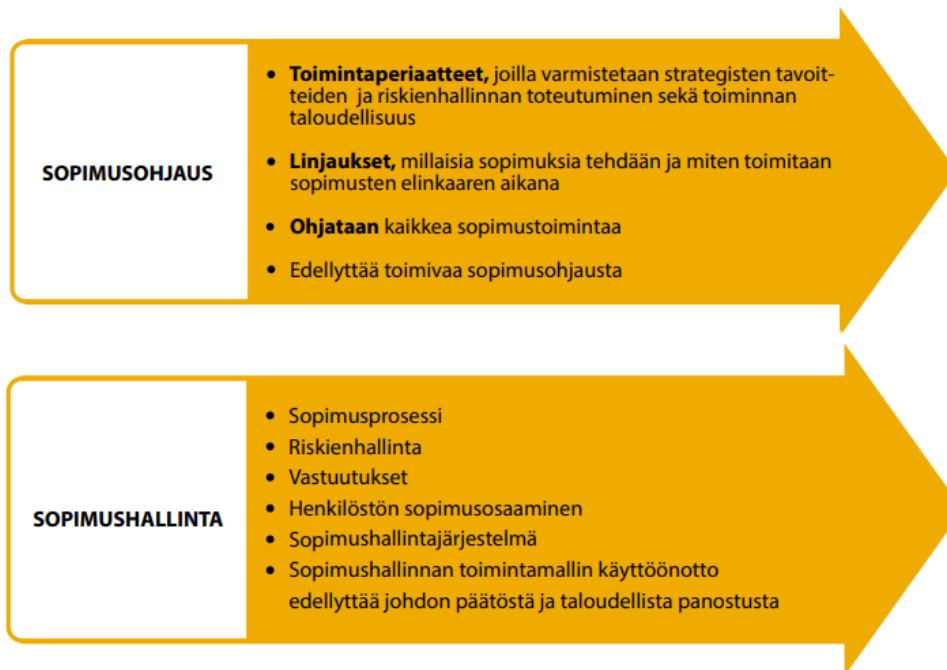 SOPIMUSOHJAUS
• Toimintaperiaatteet, joilla varmistetaan strategisten tavoit-
teiden ja riskienhallinnan toteutuminen sekä toiminnan
taloudellisuus
• Linjaukset, millaisia sopimuksia tehdään ja miten toimitaan
sopimusten elinkaaren aikana
• Ohjataan kaikkea sopimustoimintaa
• Edellyttää toimivaa sopimusohjausta
SOPIMUSHALLINTA
• Sopimusprosessi
• Riskienhallinta
• Vastuutukset
• Henkilöstön sopimusosaaminen
• Sopimushallintajärjestelmä
• Sopimushallinnan toimintamallin käyttöönotto
edellyttää johdon päätöstä ja taloudellista panostusta